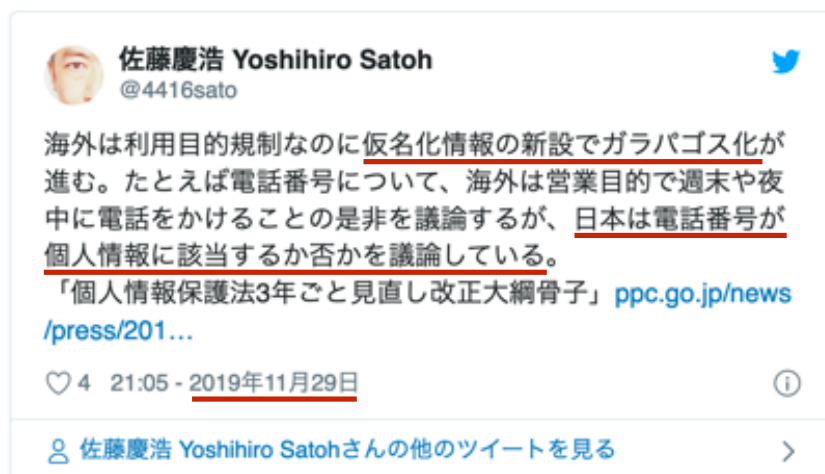 佐藤慶浩 Yoshihiro Satoh
@4416sato
海外は利用目的規制なのに仮名化情報の新設でガラパゴス化が
進む。たとえば電話番号について、海外は営業目的で週末や夜
中に電話をかけることの是非を議論するが、日本は電話番号が
個人情報に該当するか否かを議論している。
「個人情報保護法3年ごと見直し改正大綱骨子」ppc.go.jp/news
/press/201…
4 21:05 - 2019年11月29日
佐藤慶浩 Yoshihiro Satohさんの他のツイートを見る